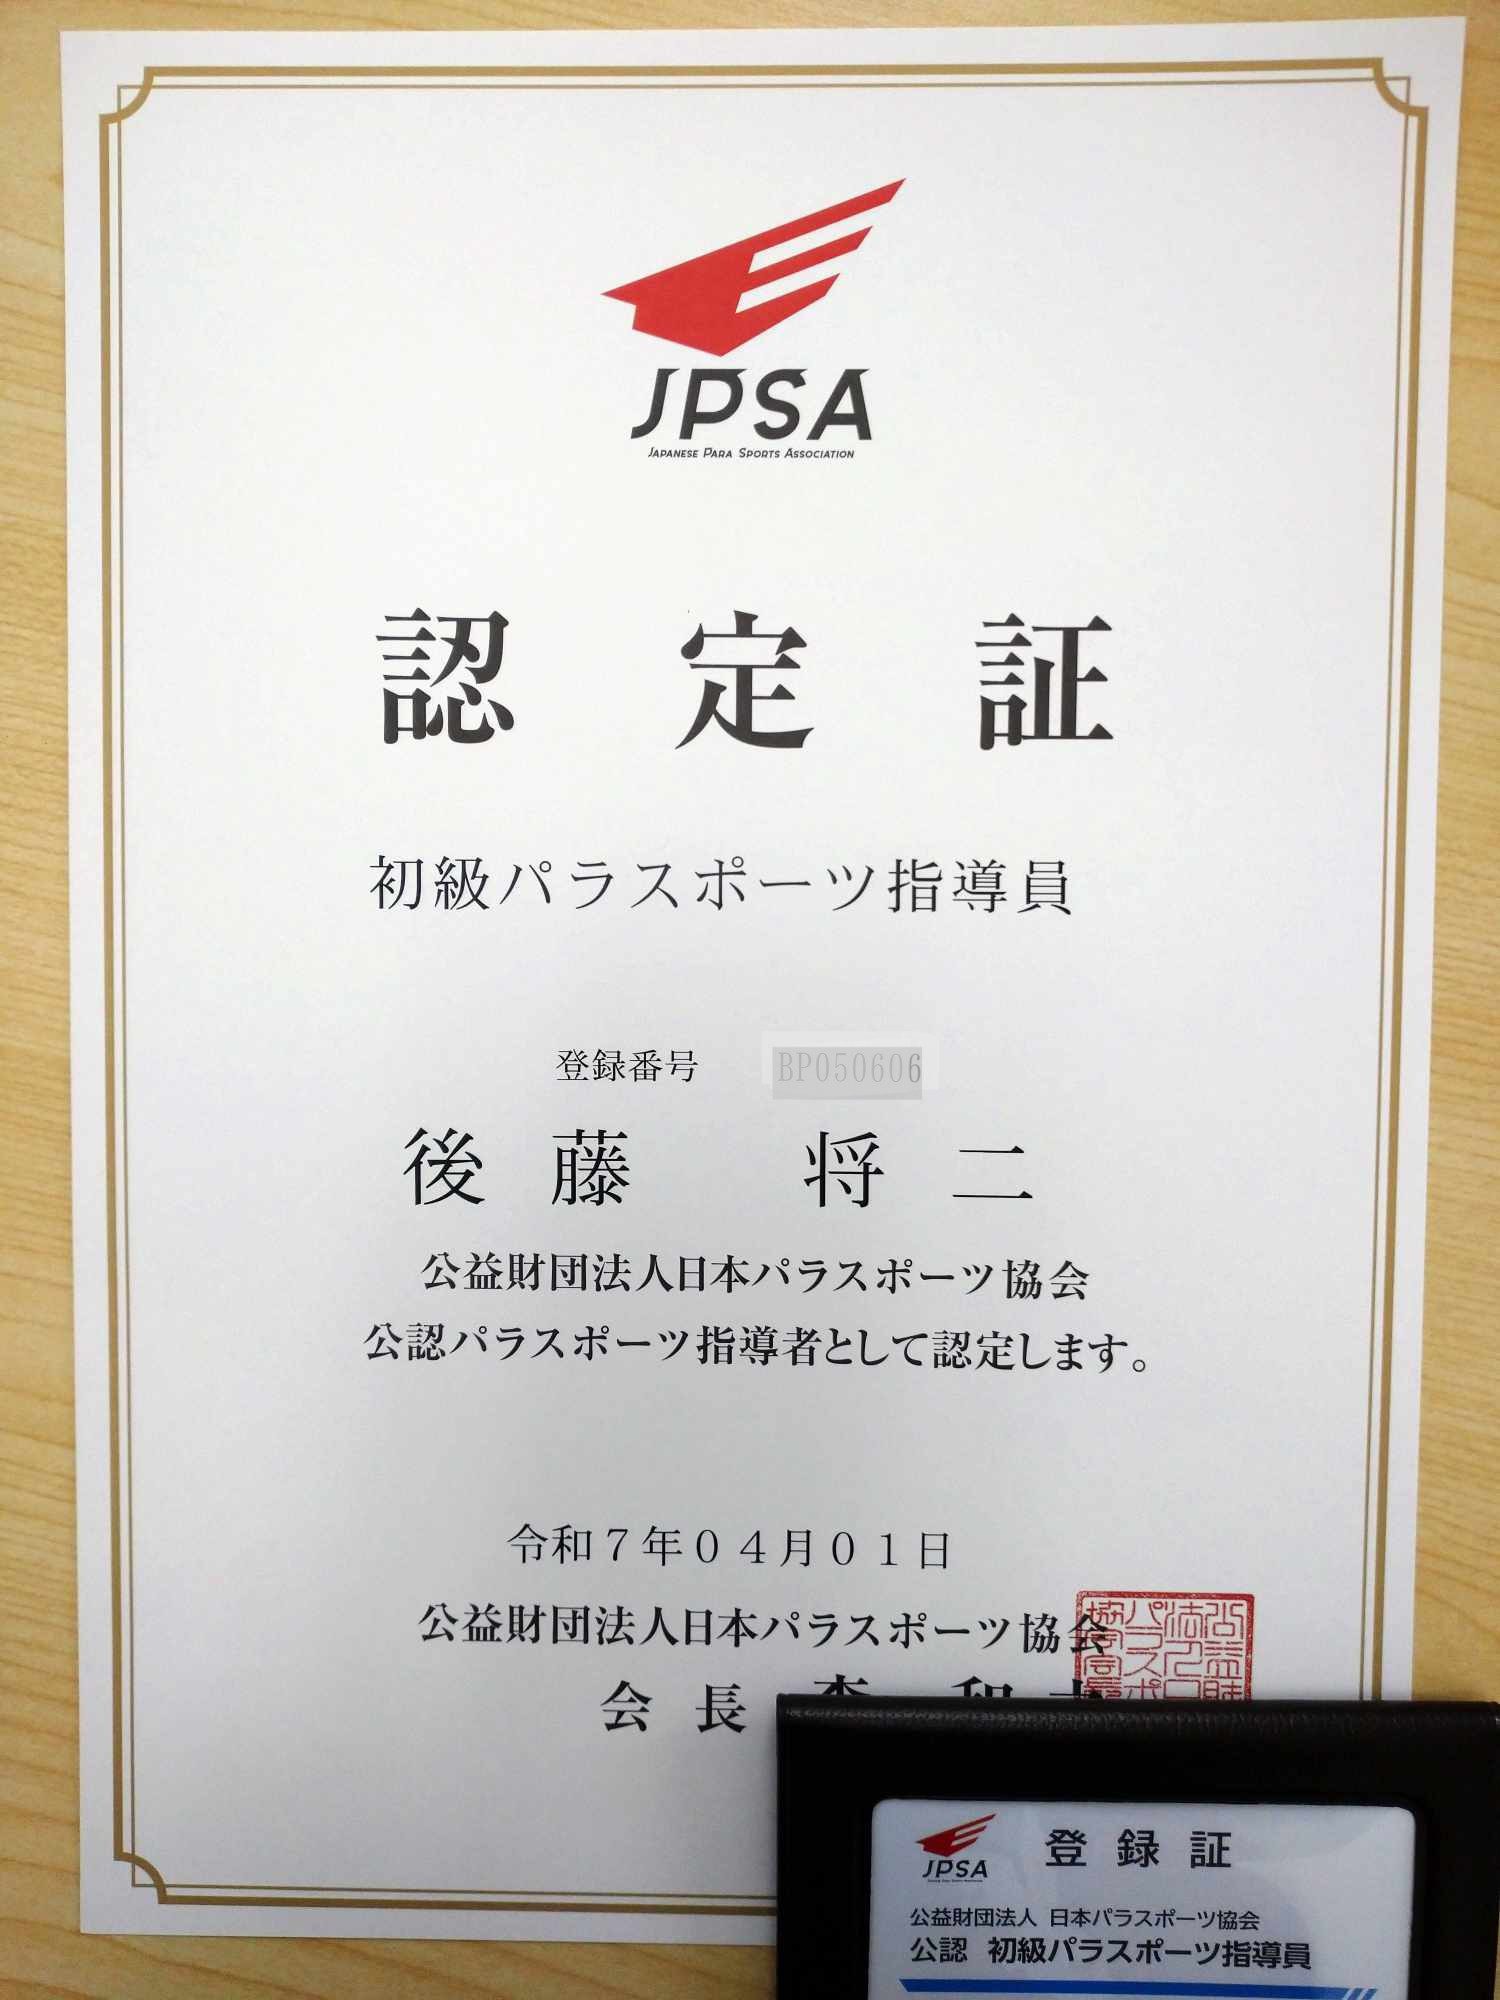 JPSA
JAPANESE PARA SPORTS ASSOCIATION
認定証
初級パラスポーツ指導員
登録番号 BP050606
後藤 将二
公益財団法人日本パラスポーツ協会
公認パラスポーツ指導者として認定します。
令和７年０４月０１日
公益財団法人日本パラスポーツ協会
会長
JPSA
登録証
公益財団法人 日本パラスポーツ協会
公認 初級パラスポーツ指導員